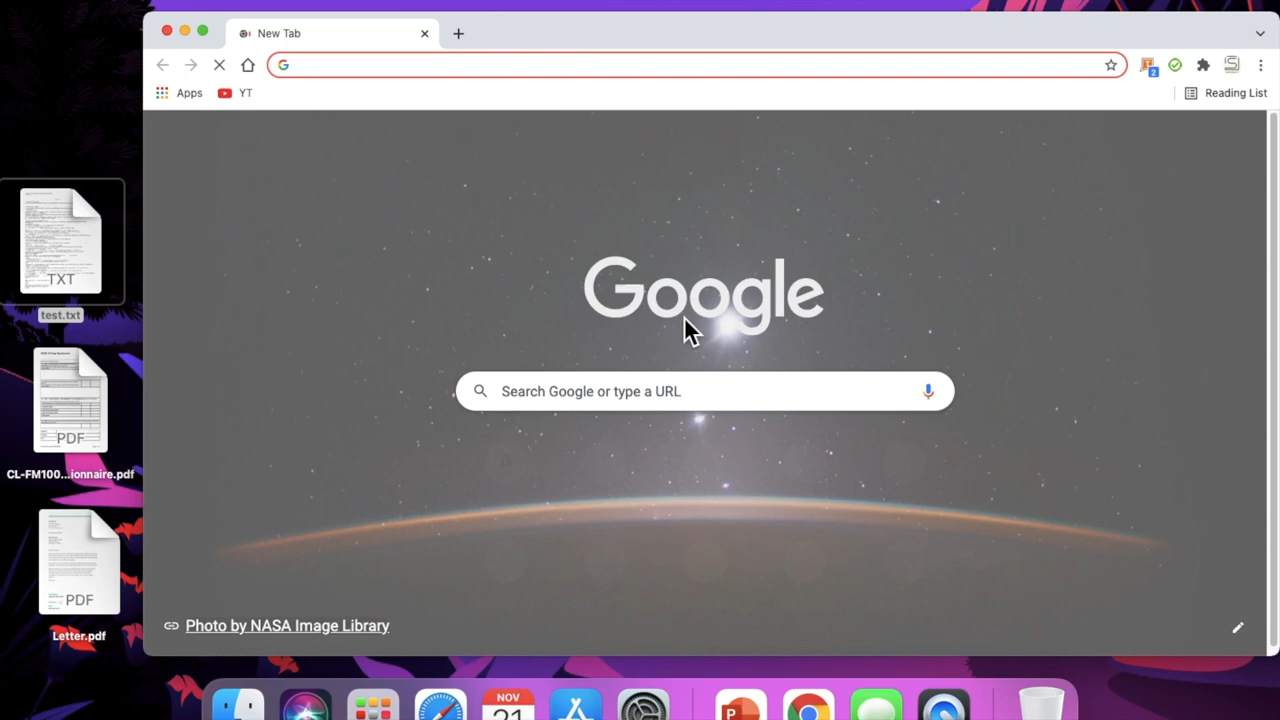 New Tab
2
Apps
YT
Reading List
Google
Search Google or type a URL
Photo by NASA Image Library
TXT
test.txt
PDF
CL-FM100...ionnaire.pdf
PDF
Letter.pdf
NOV
21